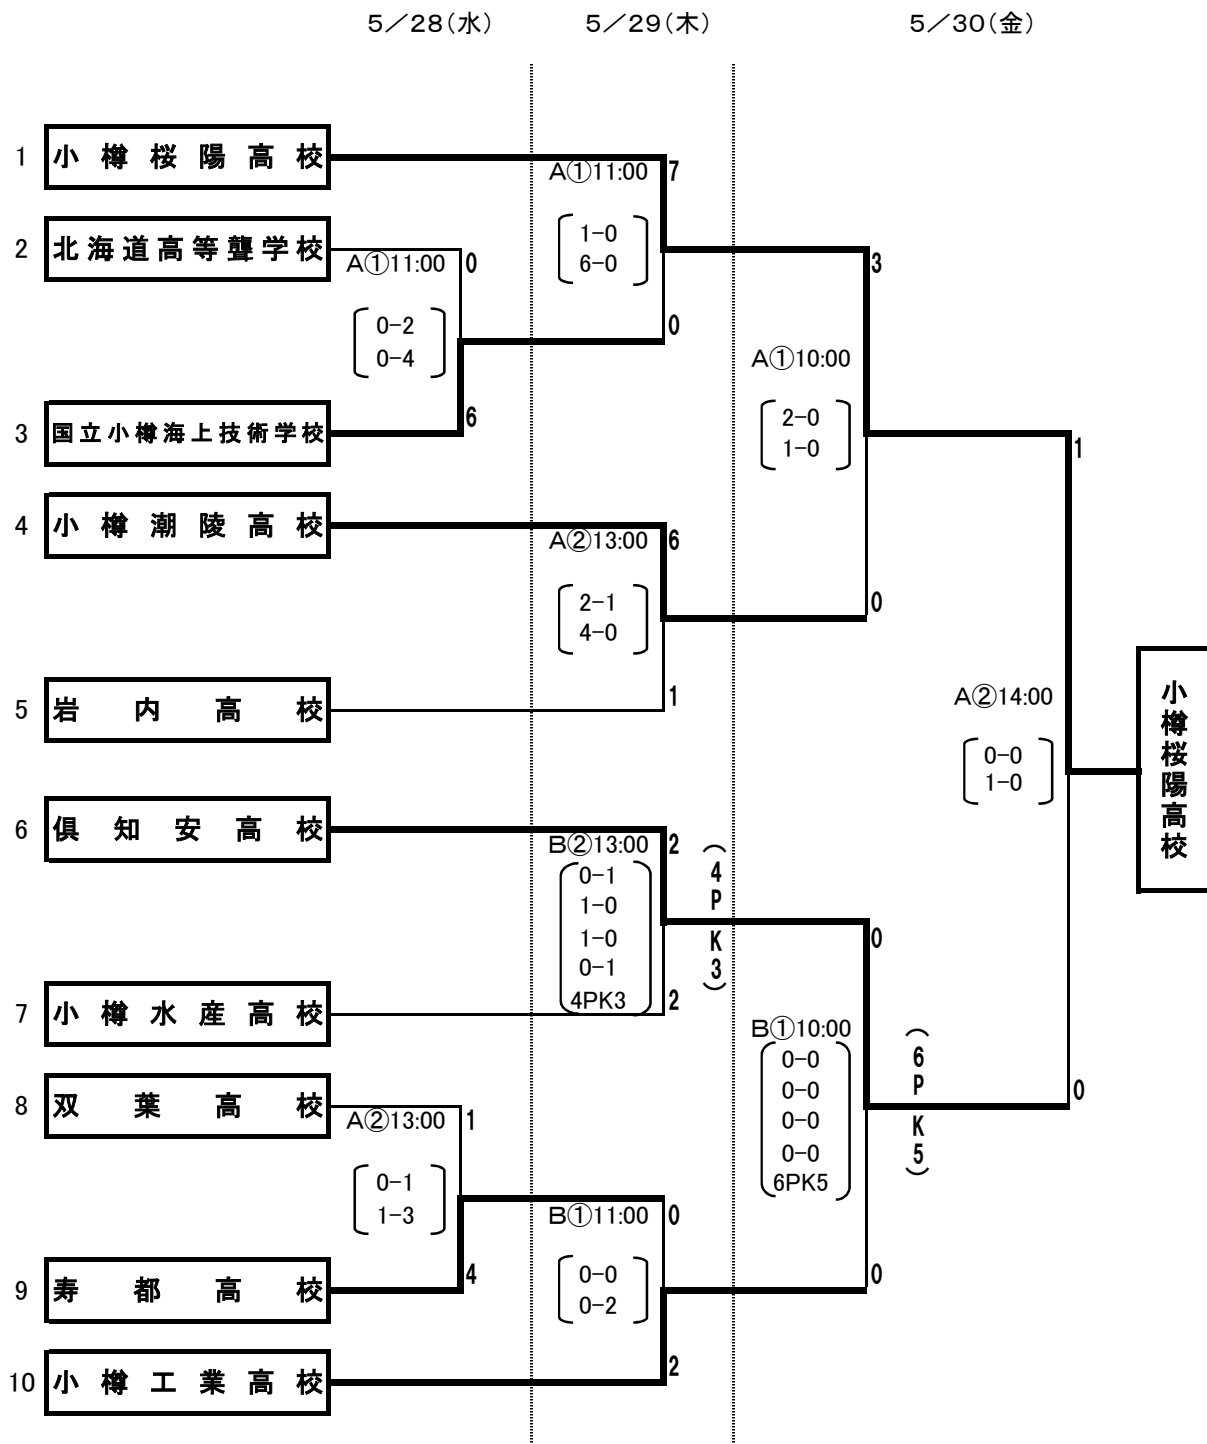 5/28(水) 5/29(木) 5/30(金)
1 小樽桜陽高校
A①11:00 7
2 北海道高等聾学校
1-0
6-0
A①11:00 0
3
0-2
0-4
0
A①10:00
6
3 国立小樽海上技術学校
2-0
1-0
1
4 小樽潮陵高校
A②13:00 6
2-1
4-0
0
5 岩内高校
1
A②14:00
0-0
1-0
小樽桜陽高校
6 倶知安高校
B②13:00 2
0-1
1-0
1-0
0-1
4PK3
(4PK3)
0
7 小樽水産高校
2
B①10:00
0-0
0-0
0-0
0-0
6PK5
(6PK5)
0
8 双葉高校
A②13:00 1
0-1
1-3
B①11:00 0
9 寿都高校
4
0-0
0-2
0
10 小樽工業高校
2